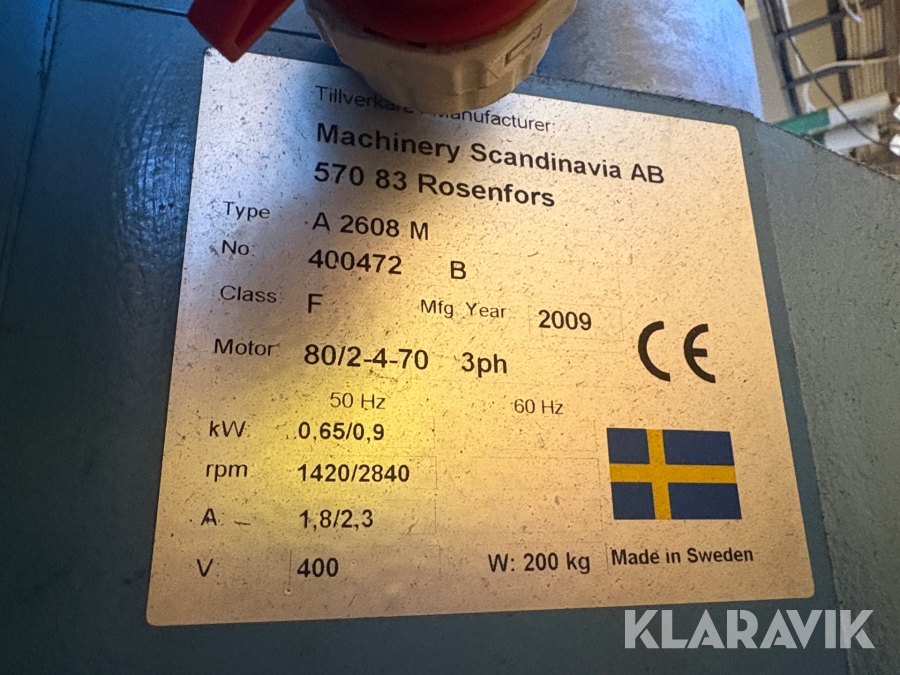 Tillverkare / Manufacturer:
Machinery Scandinavia AB
570 83 Rosenfors
Type A 2608 M
No: 400472 B
Class: F Mfg. Year 2009
Motor: 80/2-4-70 3ph
50 Hz 60 Hz
kW: 0,65/0,9
rpm 1420/2840
A 1,8/2,3
V 400 W: 200 kg
CE
Made in Sweden
KLARAVIK